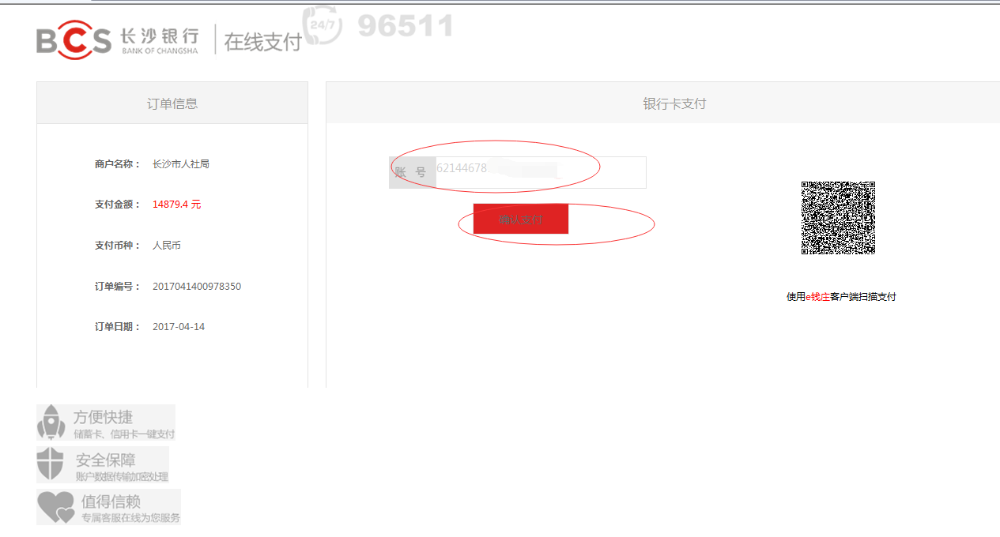 BCS 长沙银行 BANK OF CHANGSHA 在线支付 24/7 96511
订单信息
商户名称： 长沙市人社局
支付金额： 14879.4 元
支付币种： 人民币
订单编号： 2017041400978350
订单日期： 2017-04-14
银行卡支付
账 号 62144678
确认支付
使用e钱庄客户端扫描支付
方便快捷
储蓄卡、信用卡一键支付
安全保障
账户数据传输加密处理
值得信赖
专属客服在线为您服务